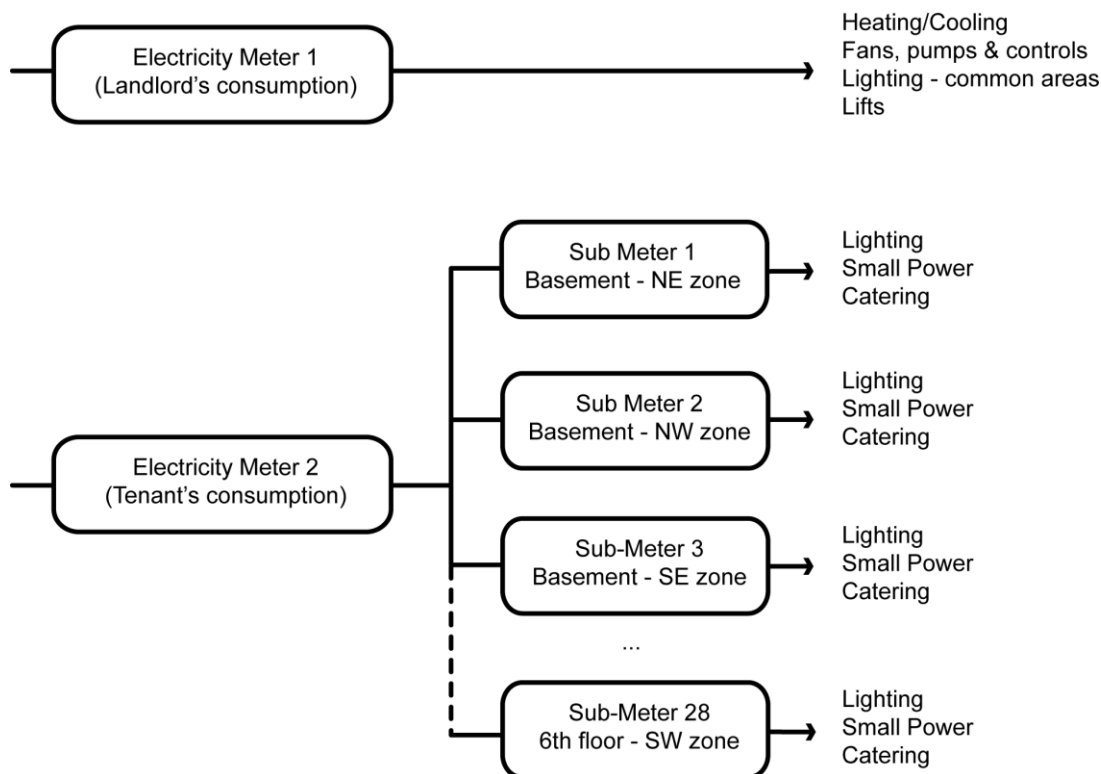 Electricity Meter 1
(Landlord’s consumption)
Heating/Cooling
Fans, pumps & controls
Lighting - common areas
Lifts
Electricity Meter 2
(Tenant’s consumption)
Sub Meter 1
Basement - NE zone
Lighting
Small Power
Catering
Sub Meter 2
Basement - NW zone
Lighting
Small Power
Catering
Sub-Meter 3
Basement - SE zone
Lighting
Small Power
Catering
...
Sub-Meter 28
6th floor - SW zone
Lighting
Small Power
Catering